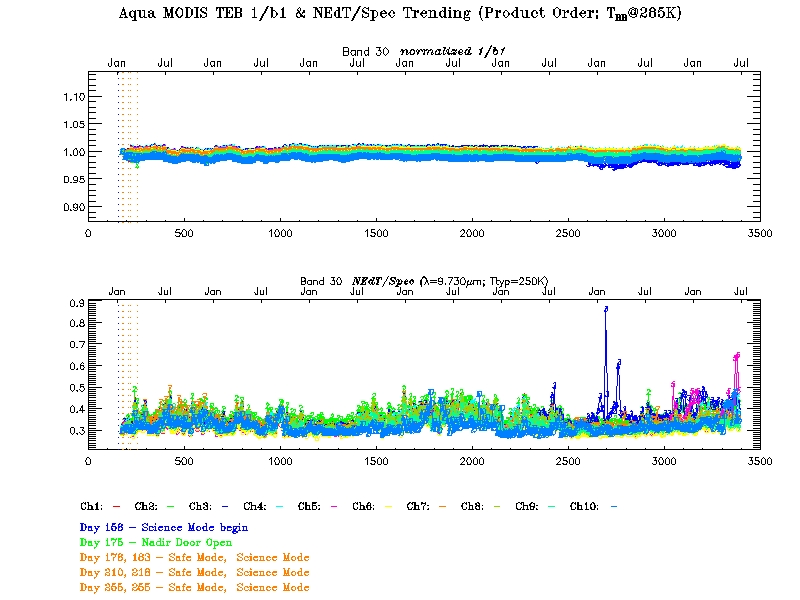 Aqua MODIS TEB 1/b1 & NEdT/Spec Trending (Product Order; T_BB@285K)
Band 30 normalized 1/b1
Jan Jul Jan Jul Jan Jul Jan Jul Jan Jul Jan Jul Jan Jul
1.10
1.05
1.00
0.95
0.90
0 500 1000 1500 2000 2500 3000 3500
Band 30 NEdT/Spec (λ=9.730μm; Ttyp=250K)
Jan Jul Jan Jul Jan Jul Jan Jul Jan Jul Jan Jul Jan Jul
0.9
0.8
0.7
0.6
0.5
0.4
0.3
0 500 1000 1500 2000 2500 3000 3500
Ch1: Ch2: Ch3: Ch4: Ch5: Ch6: Ch7: Ch8: Ch9: Ch10:
Day 156 - Science Mode begin
Day 175 - Nadir Door Open
Day 178, 183 - Safe Mode, Science Mode
Day 210, 218 - Safe Mode, Science Mode
Day 255, 255 - Safe Mode, Science Mode